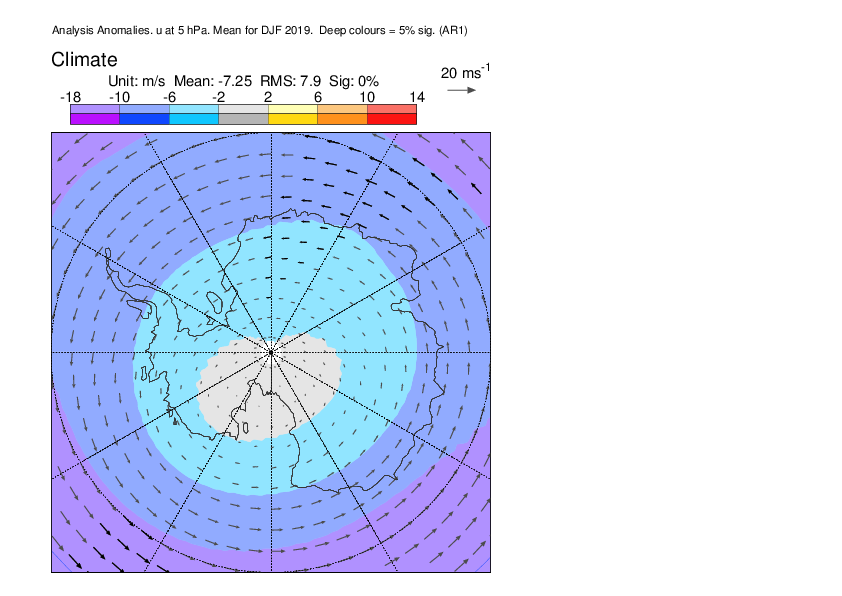 Analysis Anomalies. u at 5 hPa. Mean for DJF 2019. Deep colours = 5% sig. (AR1)
Climate
20 ms-1
Unit: m/s Mean: -7.25 RMS: 7.9 Sig: 0%
-18 -10 -6 -2 2 6 10 14